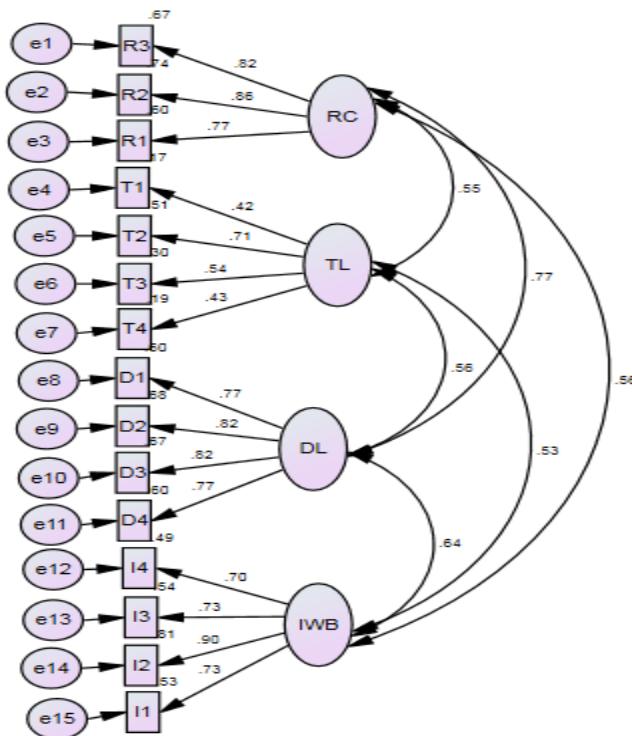 .67
e1 R3
.74 .82
e2 R2 .86 RC
.60
e3 R1 .77
.17
e4 T1 .55
.51 .42
e5 T2 .71
.30 TL
e6 T3 .54 .77
.19
e7 T4 .43
.60 .56 .56
e8 D1
.68 .77
e9 D2 .82 DL .53
.67
e10 D3 .82
.60
e11 D4 .77
.49 .64
e12 I4
.54 .70
e13 I3 .73 IWB
.81
e14 I2 .90
.53
e15 I1 .73